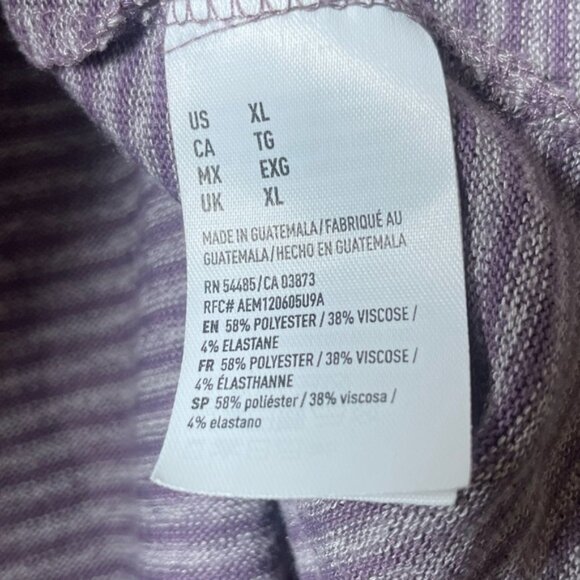 US XL
CA TG
MX EXG
UK XL
MADE IN GUATEMALA/FABRIQUÉ AU
GUATEMALA/HECHO EN GUATEMALA
RN 54485/CA 03873
RFC# AEM120605U9A
EN 58% POLYESTER / 38% VISCOSE /
4% ELASTANE
FR 58% POLYESTER / 38% VISCOSE /
4% ÉLASTHANNE
SP 58% poliéster / 38% viscosa /
4% elastano